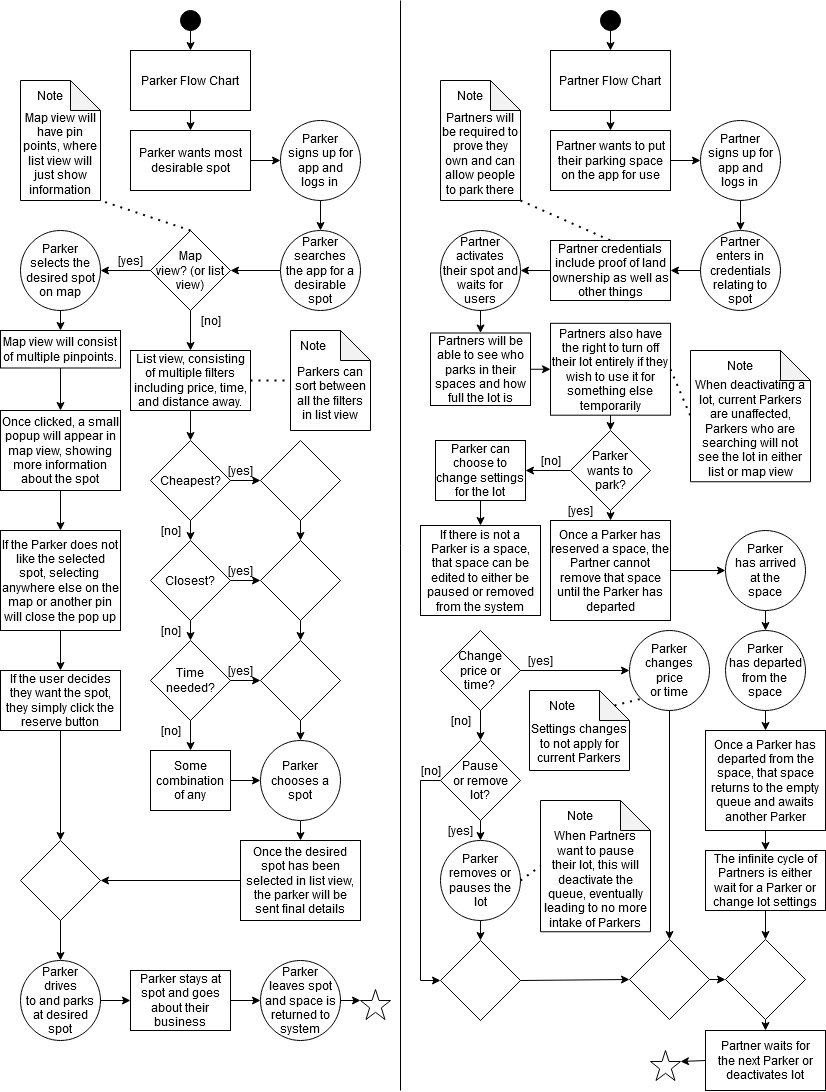 Parker Flow Chart
Note
Map view will
have pin
points, where
list view will
just show
information
Parker wants most
desirable spot
Parker
signs up for
app and
logs in
Parker
searches
the app for a
desirable
spot
Map
view? (or list
view)
[yes]
[no]
Parker
selects the
desired spot
on map
Map view will consist
of multiple pinpoints.
List view, consisting
of multiple filters
including price, time,
and distance away.
Note
Parkers can
sort between
all the filters
in list view
Once clicked, a small
popup will appear in
map view, showing
more information
about the spot
Cheapest?
[yes]
[no]
If the Parker does not
like the selected
spot, selecting
anywhere else on the
map or another pin
will close the pop up
Closest?
[yes]
[no]
If the user decides
they want the spot,
they simply click the
reserve button
Time
needed?
[yes]
[no]
Some
combination
of any
Parker
chooses a
spot
Once the desired
spot has been
selected in list view,
the parker will be
sent final details
Parker
drives
to and parks
at desired
spot
Parker stays at
spot and goes
about their
business
Parker
leaves spot
and space is
returned to
system
Partner Flow Chart
Note
Partners will
be required to
prove they
own and can
allow people
to park there
Partner wants to put
their parking space
on the app for use
Partner
signs up for
app and
logs in
Partner
enters in
credentials
relating to
spot
Partner credentials
include proof of land
ownership as well as
other things
Partner
activates
their spot and
waits for
users
Partners will be
able to see who
parks in their
spaces and how
full the lot is
Partners also have
the right to turn off
their lot entirely if they
wish to use it for
something else
temporarily
Note
When deactivating a
lot, current Parkers
are unaffected,
Parkers who are
searching will not
see the lot in either
list or map view
Parker
wants to
park?
[no]
[yes]
Parker can
choose to
change settings
for the lot
If there is not a
Parker is a space,
that space can be
edited to either be
paused or removed
from the system
Once a Parker has
reserved a space, the
Partner cannot
remove that space
until the Parker has
departed
Parker
has arrived
at the
space
Parker
has departed
from the
space
Change
price or
time?
[yes]
[no]
Parker
changes
price
or time
Note
Settings changes
to not apply for
current Parkers
Once a Parker has
departed from the
space, that space
returns to the empty
queue and awaits
another Parker
Pause
or remove
lot?
[no]
[yes]
Parker
removes or
pauses the
lot
Note
When Partners
want to pause
their lot, this will
deactivate the
queue, eventually
leading to no more
intake of Parkers
The infinite cycle of
Partners is either
wait for a Parker or
change lot settings
Partner waits for
the next Parker or
deactivates lot